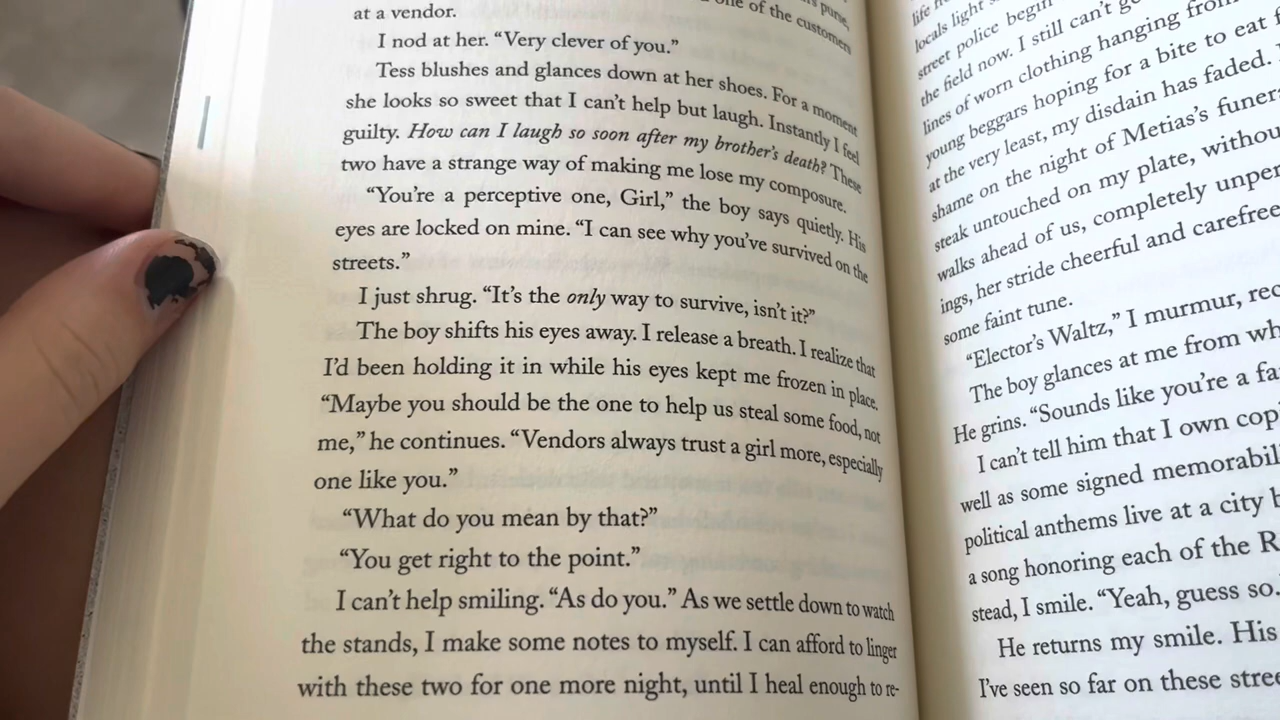 one of the customers
at a vendor.
I nod at her. “Very clever of you.”
Tess blushes and glances down at her shoes. For a moment
she looks so sweet that I can’t help but laugh. Instantly I feel
guilty. How can I laugh so soon after my brother’s death? These
two have a strange way of making me lose my composure.
“You’re a perceptive one, Girl,” the boy says quietly. His
eyes are locked on mine. “I can see why you’ve survived on the
streets.”
I just shrug. “It’s the only way to survive, isn’t it?”
The boy shifts his eyes away. I release a breath. I realize that
I’d been holding it in while his eyes kept me frozen in place.
“Maybe you should be the one to help us steal some food, not
me,” he continues. “Vendors always trust a girl more, especially
one like you.”
“What do you mean by that?”
“You get right to the point.”
I can’t help smiling. “As do you.” As we settle down to watch
the stands, I make some notes to myself. I can afford to linger
with these two for one more night, until I heal enough to re-
life
locals light
street police begin
the field now. I still can’t
lines of worn clothing hanging
young beggars hoping for a bite to eat
at the very least, my disdain has faded.
shame on the night of Metias’s
steak untouched on my plate,
walks ahead of us, completely
ings, her stride cheerful and
some faint tune.
“Elector’s Waltz,” I murmur,
The boy glances at me from
He grins. “Sounds like you’re a
I can’t tell him that I own
well as some signed
political anthems live at a city
a song honoring each of the
stead, I smile. “Yeah, guess so.
He returns my smile. His
I’ve seen so far on these